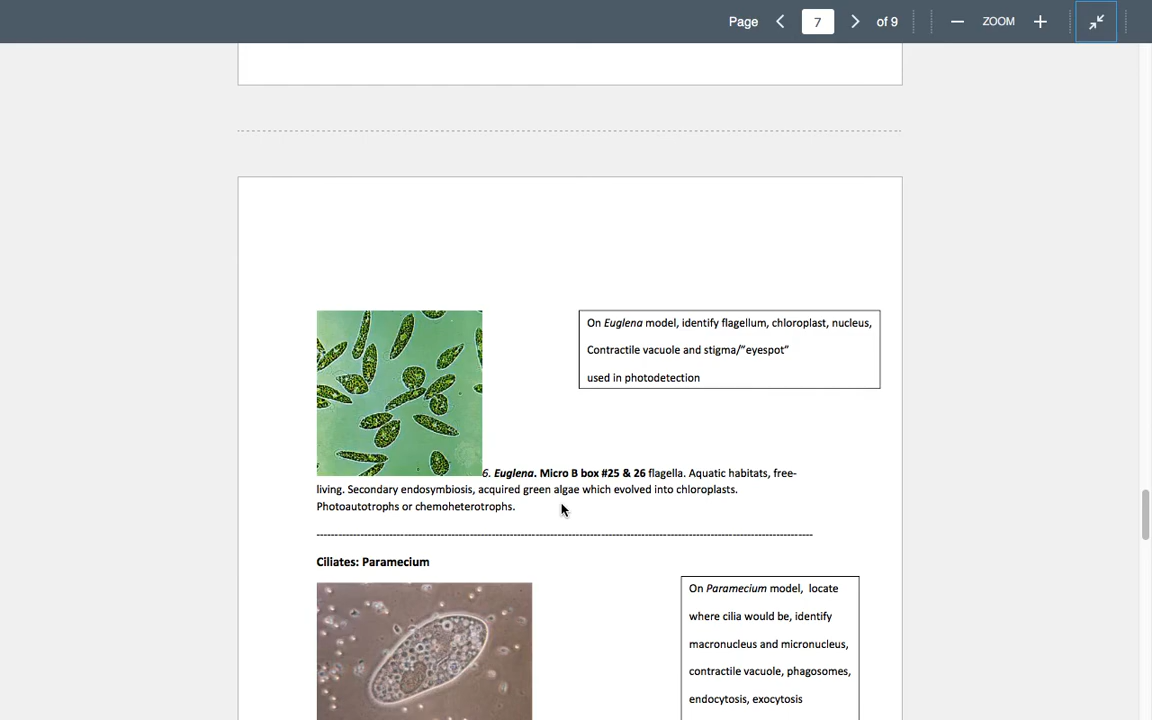 Page 7 of 9 ZOOM
On Euglena model, identify flagellum, chloroplast, nucleus,
Contractile vacuole and stigma/"eyespot"
used in photodetection
6. Euglena. Micro B box #25 & 26 flagella. Aquatic habitats, free-
living. Secondary endosymbiosis, acquired green algae which evolved into chloroplasts.
Photoautotrophs or chemoheterotrophs.
Ciliates: Paramecium
On Paramecium model, locate
where cilia would be, identify
macronucleus and micronucleus,
contractile vacuole, phagosomes,
endocytosis, exocytosis